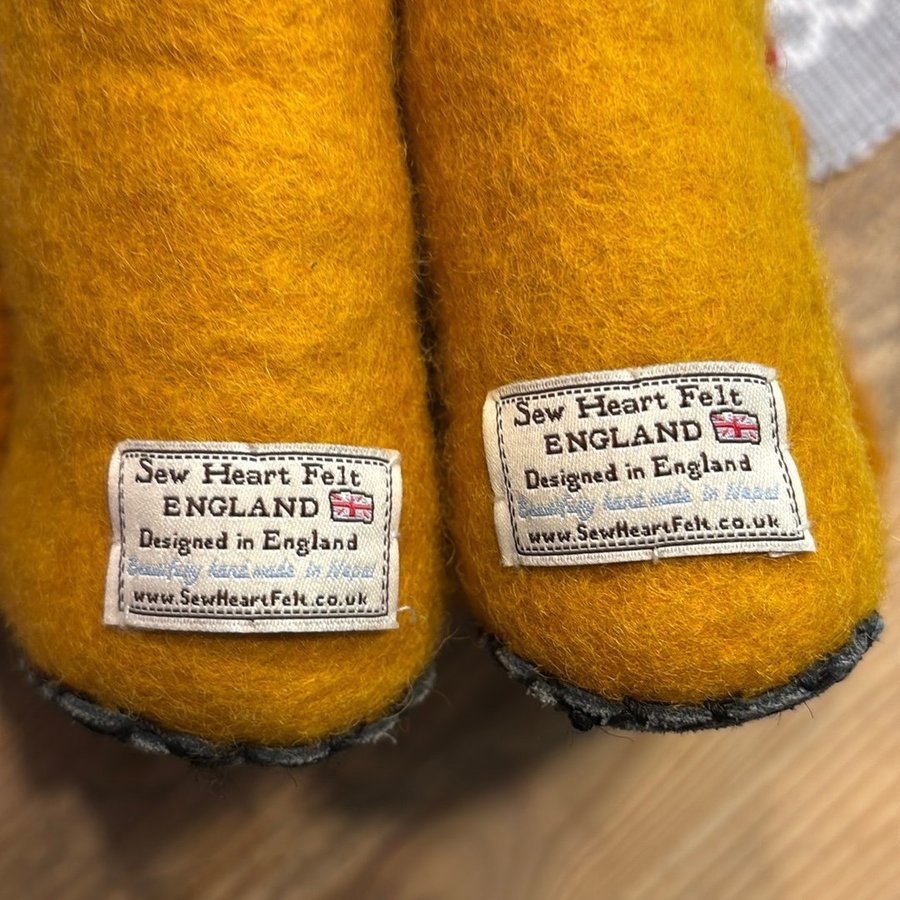 Sew Heart Felt
ENGLAND
Designed in England
Beautifully hand made in Nepal
www.SewHeartFelt.co.uk
Sew Heart Felt
ENGLAND
Designed in England
Beautifully hand made in Nepal
www.SewHeartFelt.co.uk